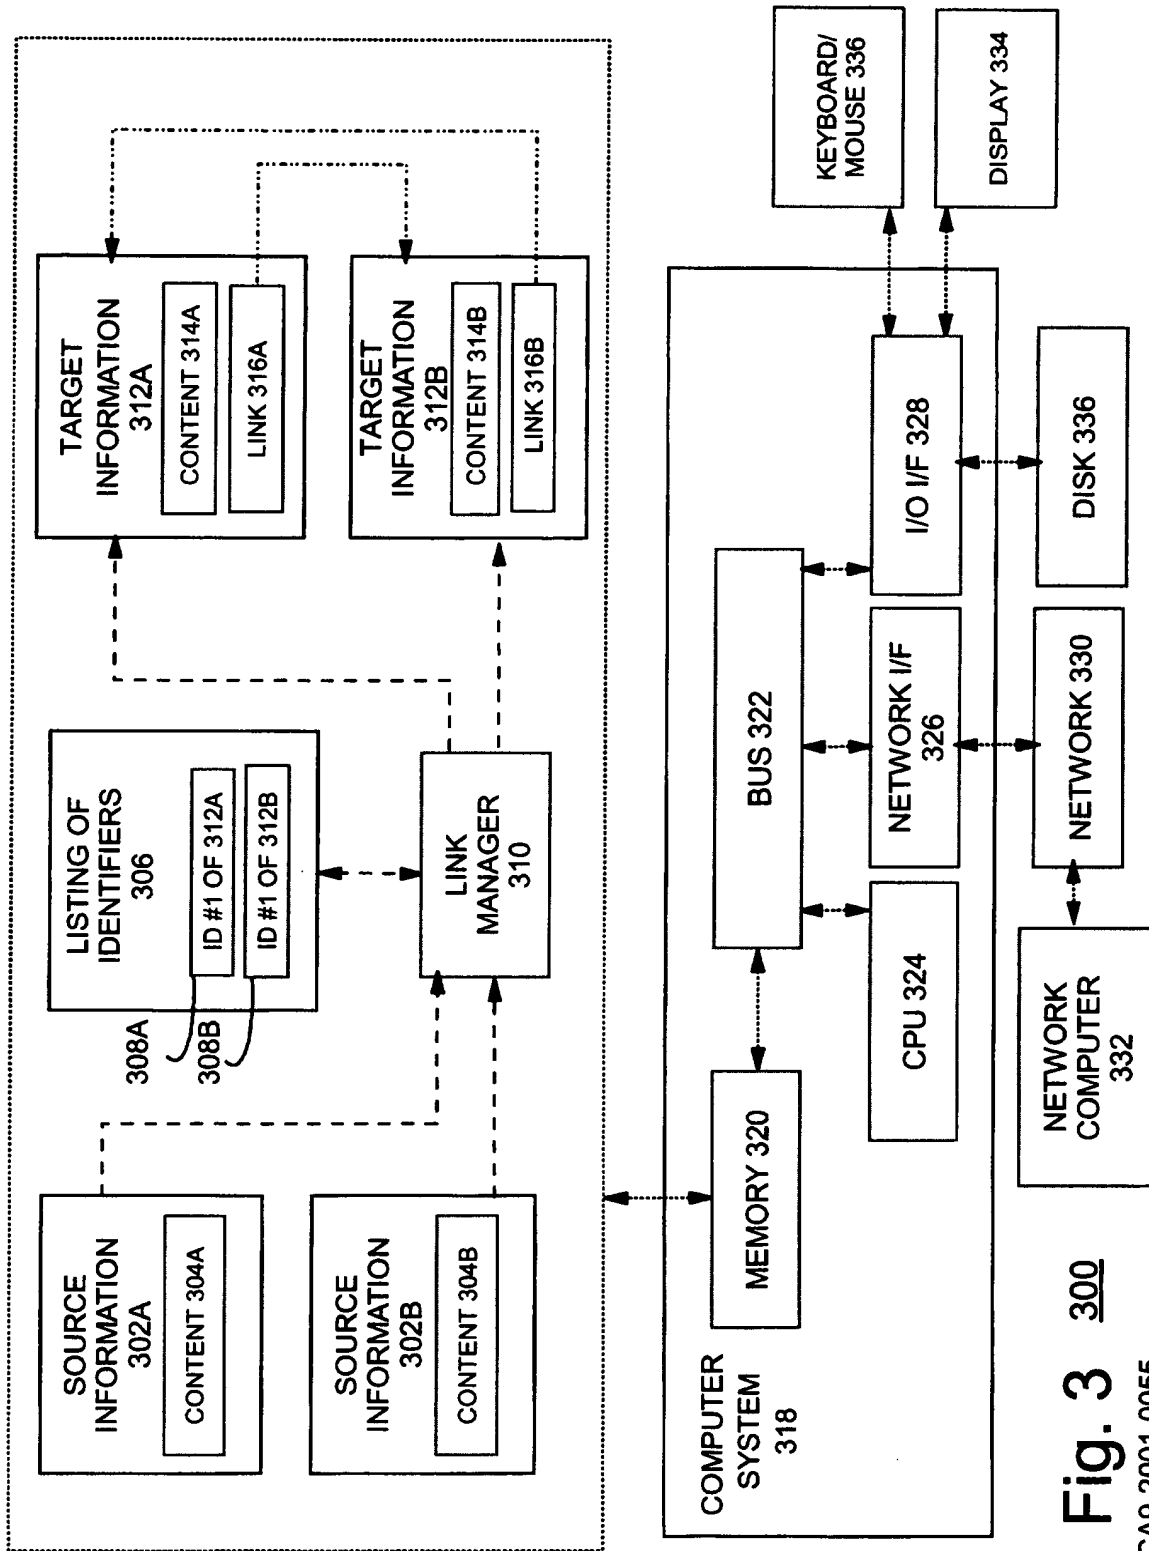 SOURCE
INFORMATION
302A
CONTENT 304A
SOURCE
INFORMATION
302B
CONTENT 304B
LISTING OF
IDENTIFIERS
306
ID #1 OF 312A
ID #1 OF 312B
308A
308B
LINK
MANAGER
310
TARGET
INFORMATION
312A
CONTENT 314A
LINK 316A
TARGET
INFORMATION
312B
CONTENT 314B
LINK 316B
COMPUTER
SYSTEM
318
MEMORY 320
BUS 322
CPU 324
NETWORK I/F
326
I/O I/F 328
KEYBOARD/
MOUSE 336
DISPLAY 334
NETWORK
COMPUTER
332
NETWORK 330
DISK 336
Fig. 3 300
CA9 2001 0055